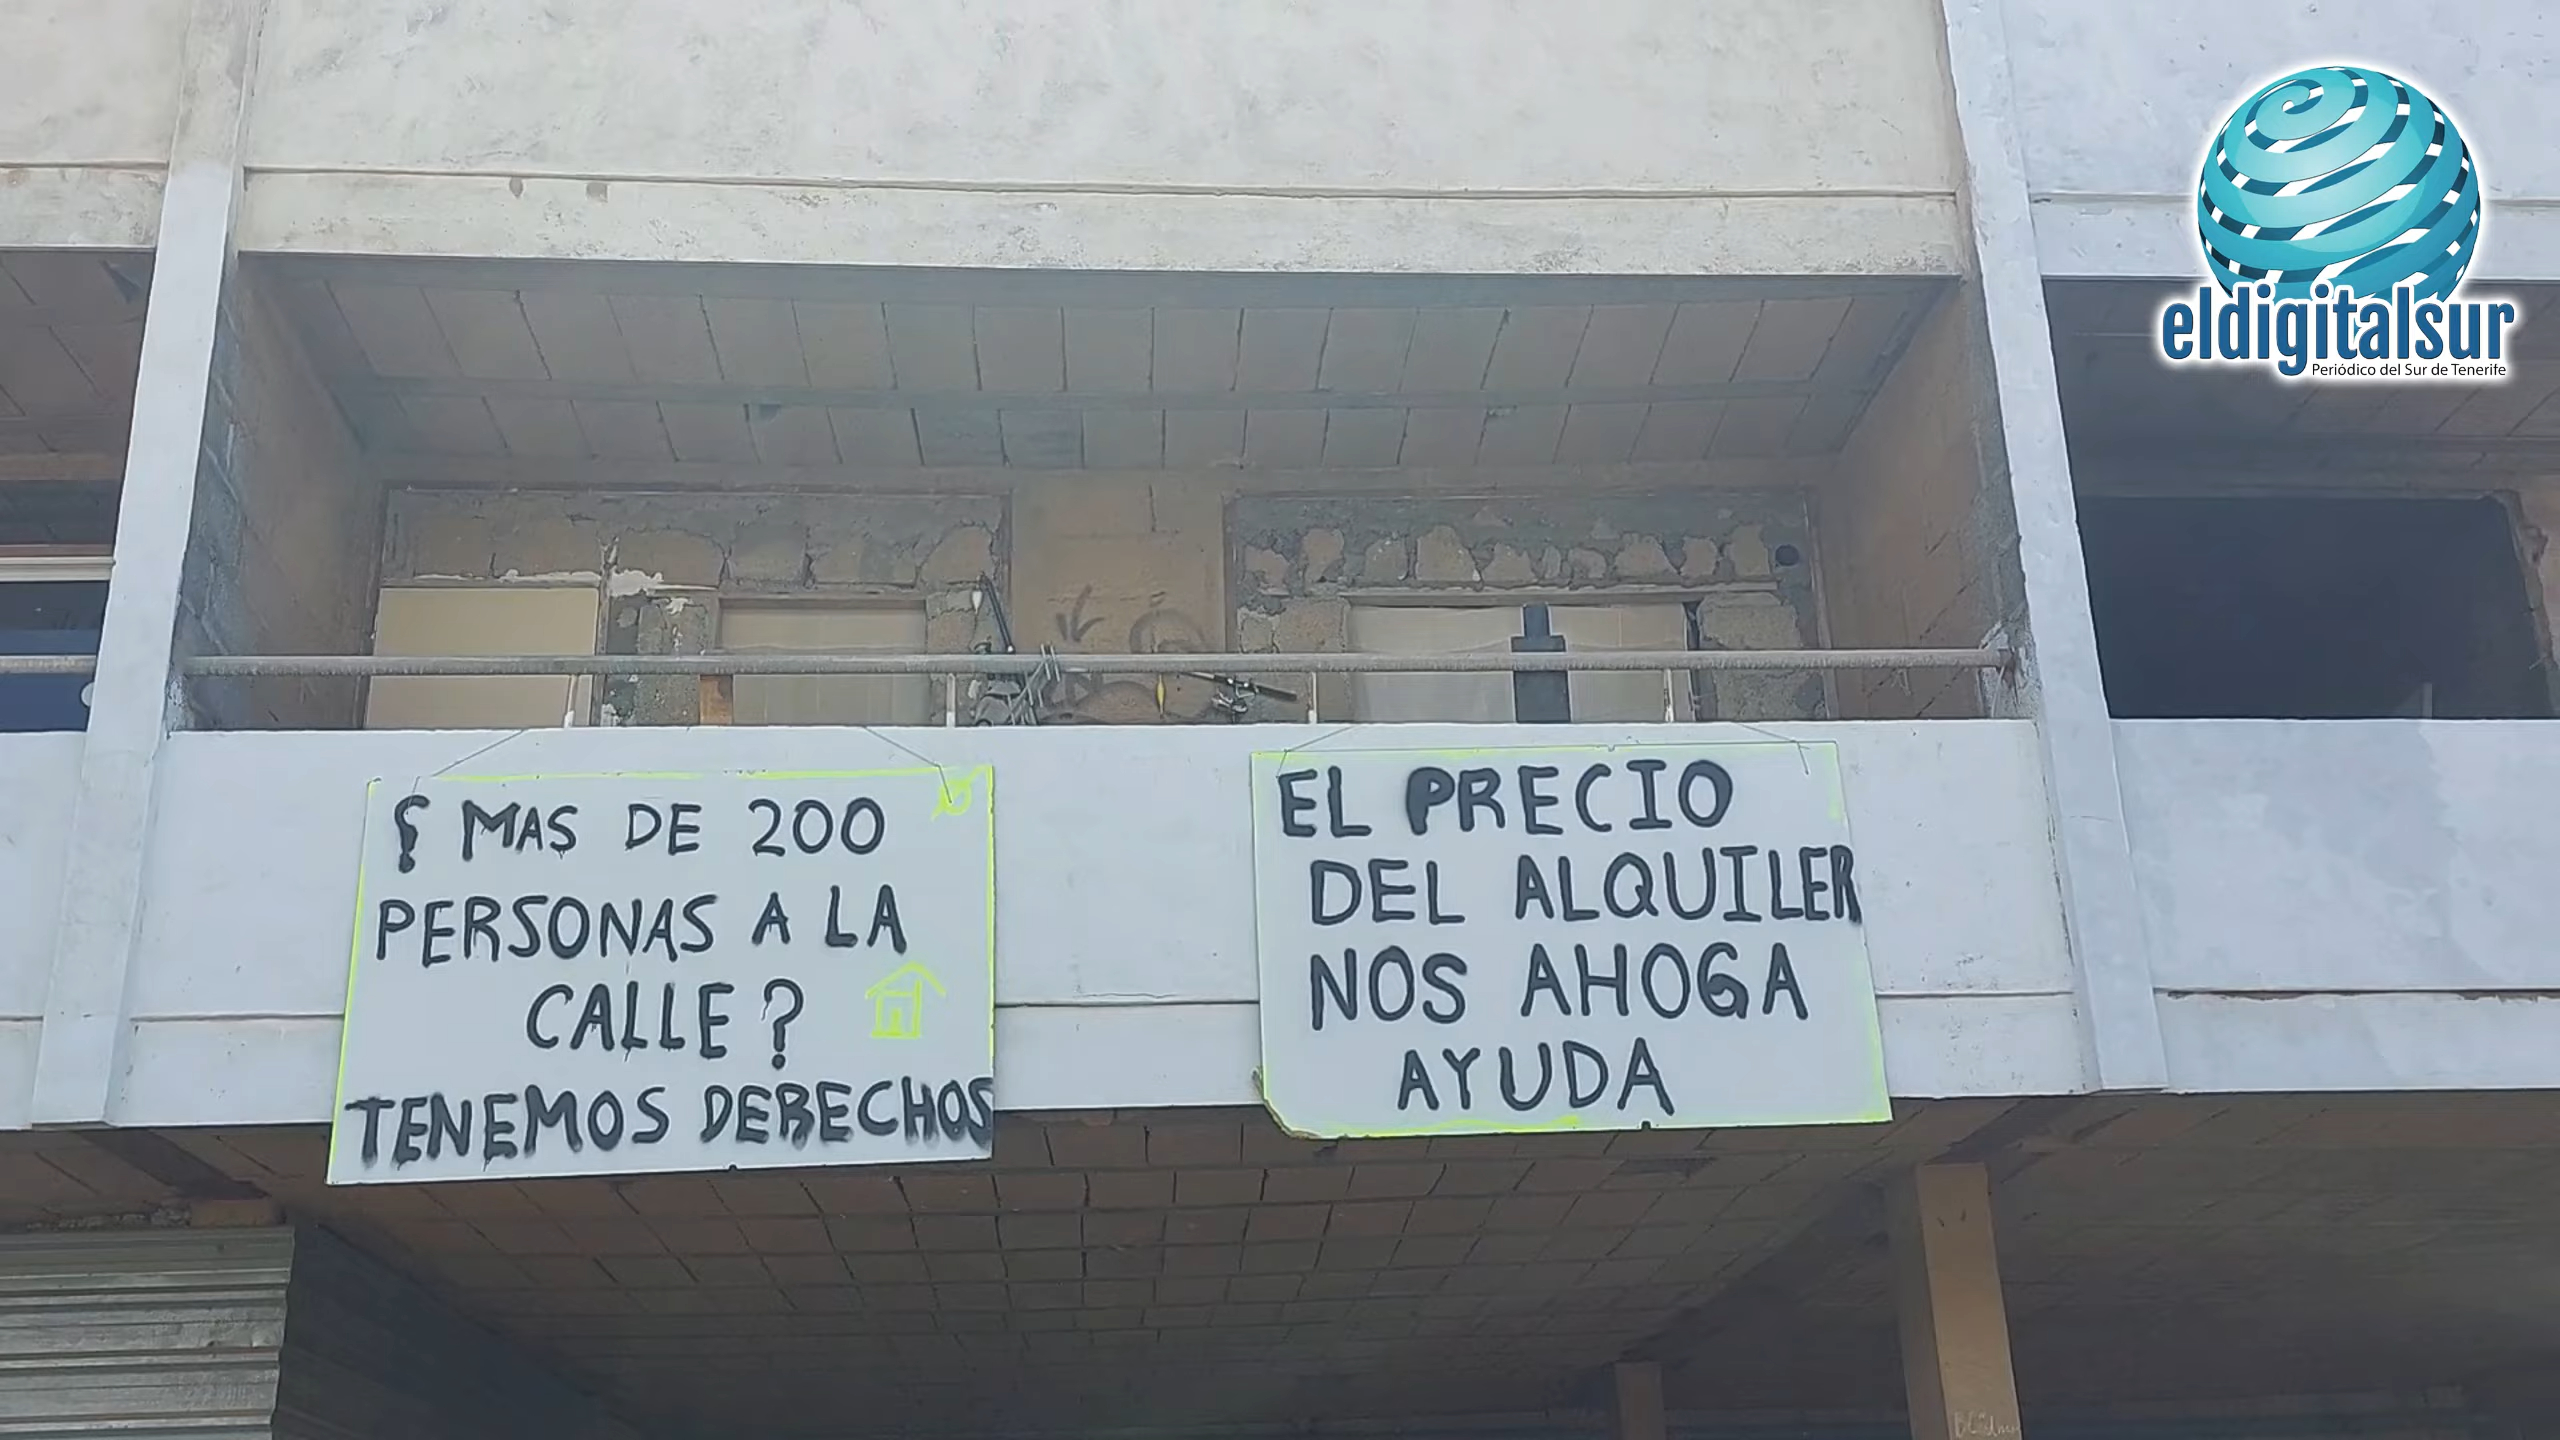 eldigitalsur
Periódico del Sur de Tenerife
¿ MAS DE 200
PERSONAS A LA
CALLE ?
TENEMOS DERECHOS
EL PRECIO
DEL ALQUILER
NOS AHOGA
AYUDA